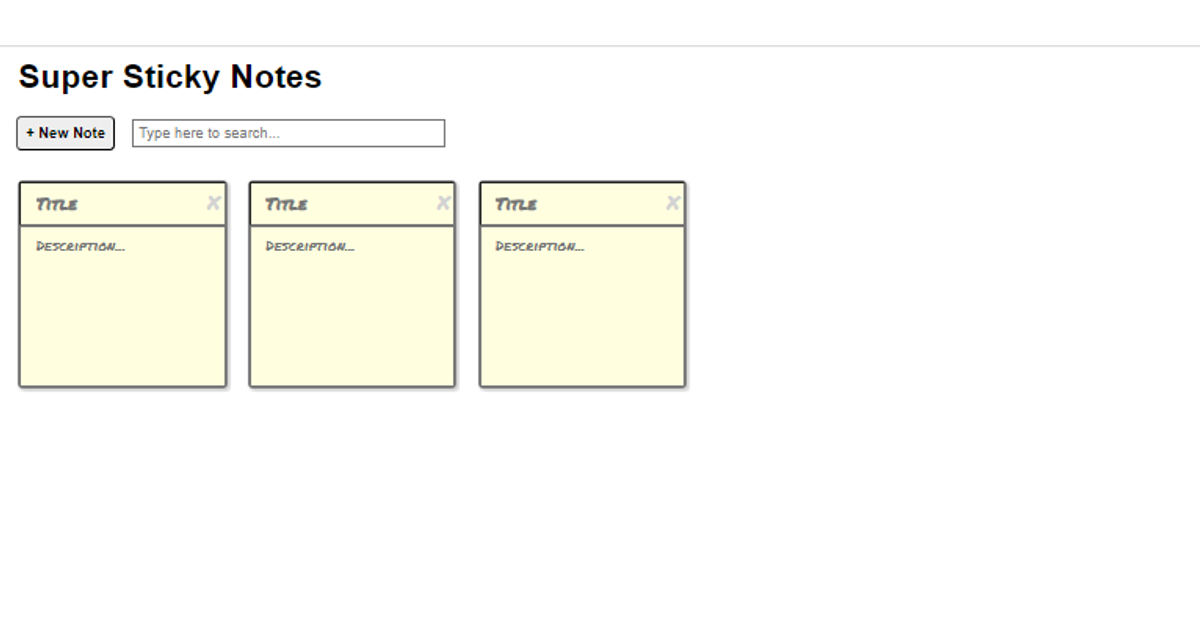 Super Sticky Notes
+ New Note
Type here to search...
Title
×
Title
×
Title
×
Description...
Description...
Description...